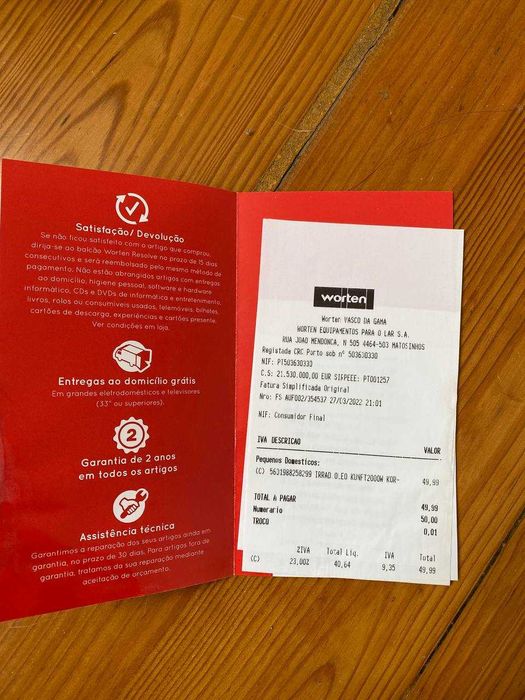 Satisfação/ Devolução
Se não ficou satisfeito com o artigo que comprou,
dirija-se ao balcão Worten Resolve no prazo de 15 dias
consecutivos e será reembolsado pelo mesmo método de
pagamento. Não estão abrangidos artigos com entregas
ao domicílio, higiene pessoal, software e hardware
informático, CDs e DVDs de informática e entretenimento,
livros, rolos ou consumíveis usados, telemóveis, bilhetes,
cartões de descarga, experiências e cartões presente.
Ver condições em loja.
Entregas ao domicílio grátis
Em grandes eletrodomésticos e televisores
(33" ou superiores).
2
Garantia de 2 anos
em todos os artigos
Assistência técnica
Garantimos a reparação dos seus artigos ainda em
garantia, no prazo de 30 dias. Para artigos fora de
garantia, tratamos da sua reparação mediante
aceitação de orçamento.
worten
Worten VASCO DA GAMA
WORTEN EQUIPAMENTOS PARA O LAR S.A.
RUA JOAO MENDONCA, N 505 4464-503 MATOSINHOS
Registada CRC Porto sob nº 503630330
NIF: PT503630330
C.S: 21.530.000,00 EUR SIRPEEE: PT001257
Fatura Simplificada Original
Nro: FS AUF002/354537 27/03/2022 21:01
NIF: Consumidor Final
IVA DESCRICAO VALOR
Pequenos Domesticos:
(C) 5601988258299 IRRAD.OLEO KUNFT2000W KOR- 49,99
TOTAL A PAGAR 49,99
Numerario 50,00
TROCO 0,01
%IVA Total Liq. IVA Total
(C) 23,00% 40,64 9,35 49,99